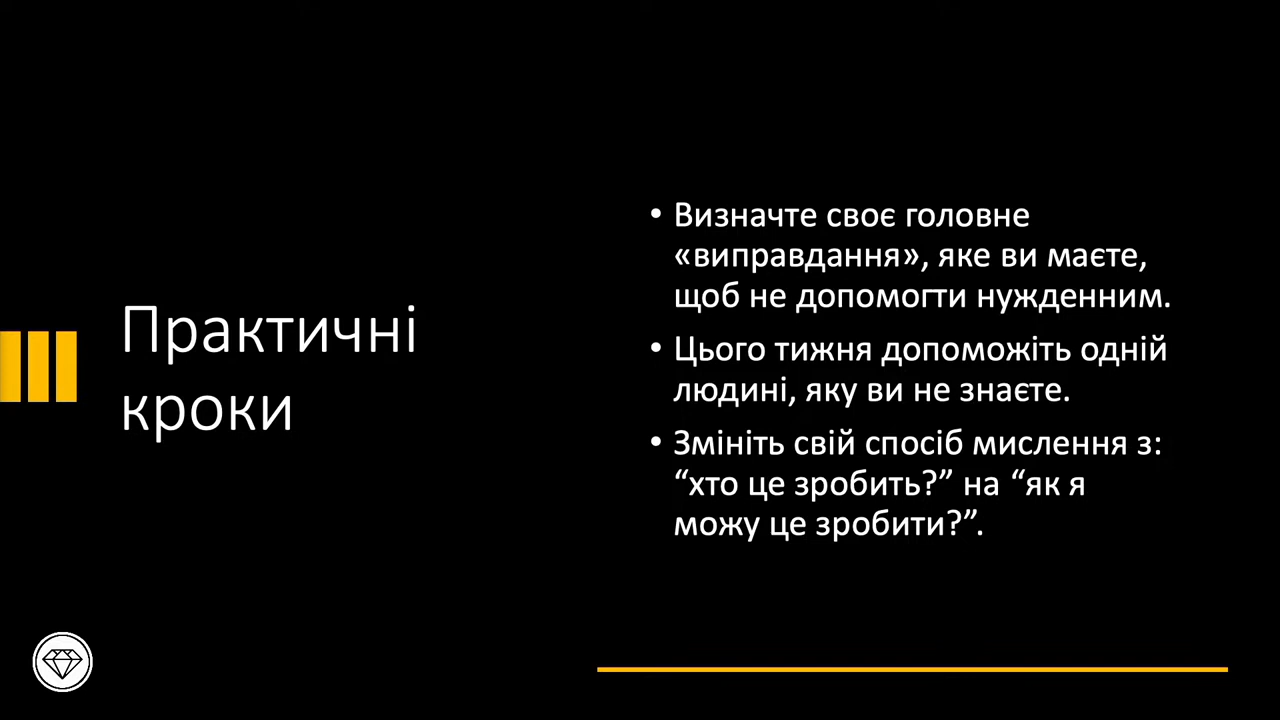 Практичні
кроки
• Визначте своє головне
«виправдання», яке ви маєте,
щоб не допомогти нужденним.
• Цього тижня допоможіть одній
людині, яку ви не знаєте.
• Змініть свій спосіб мислення з:
“хто це зробить?” на “як я
можу це зробити?”.